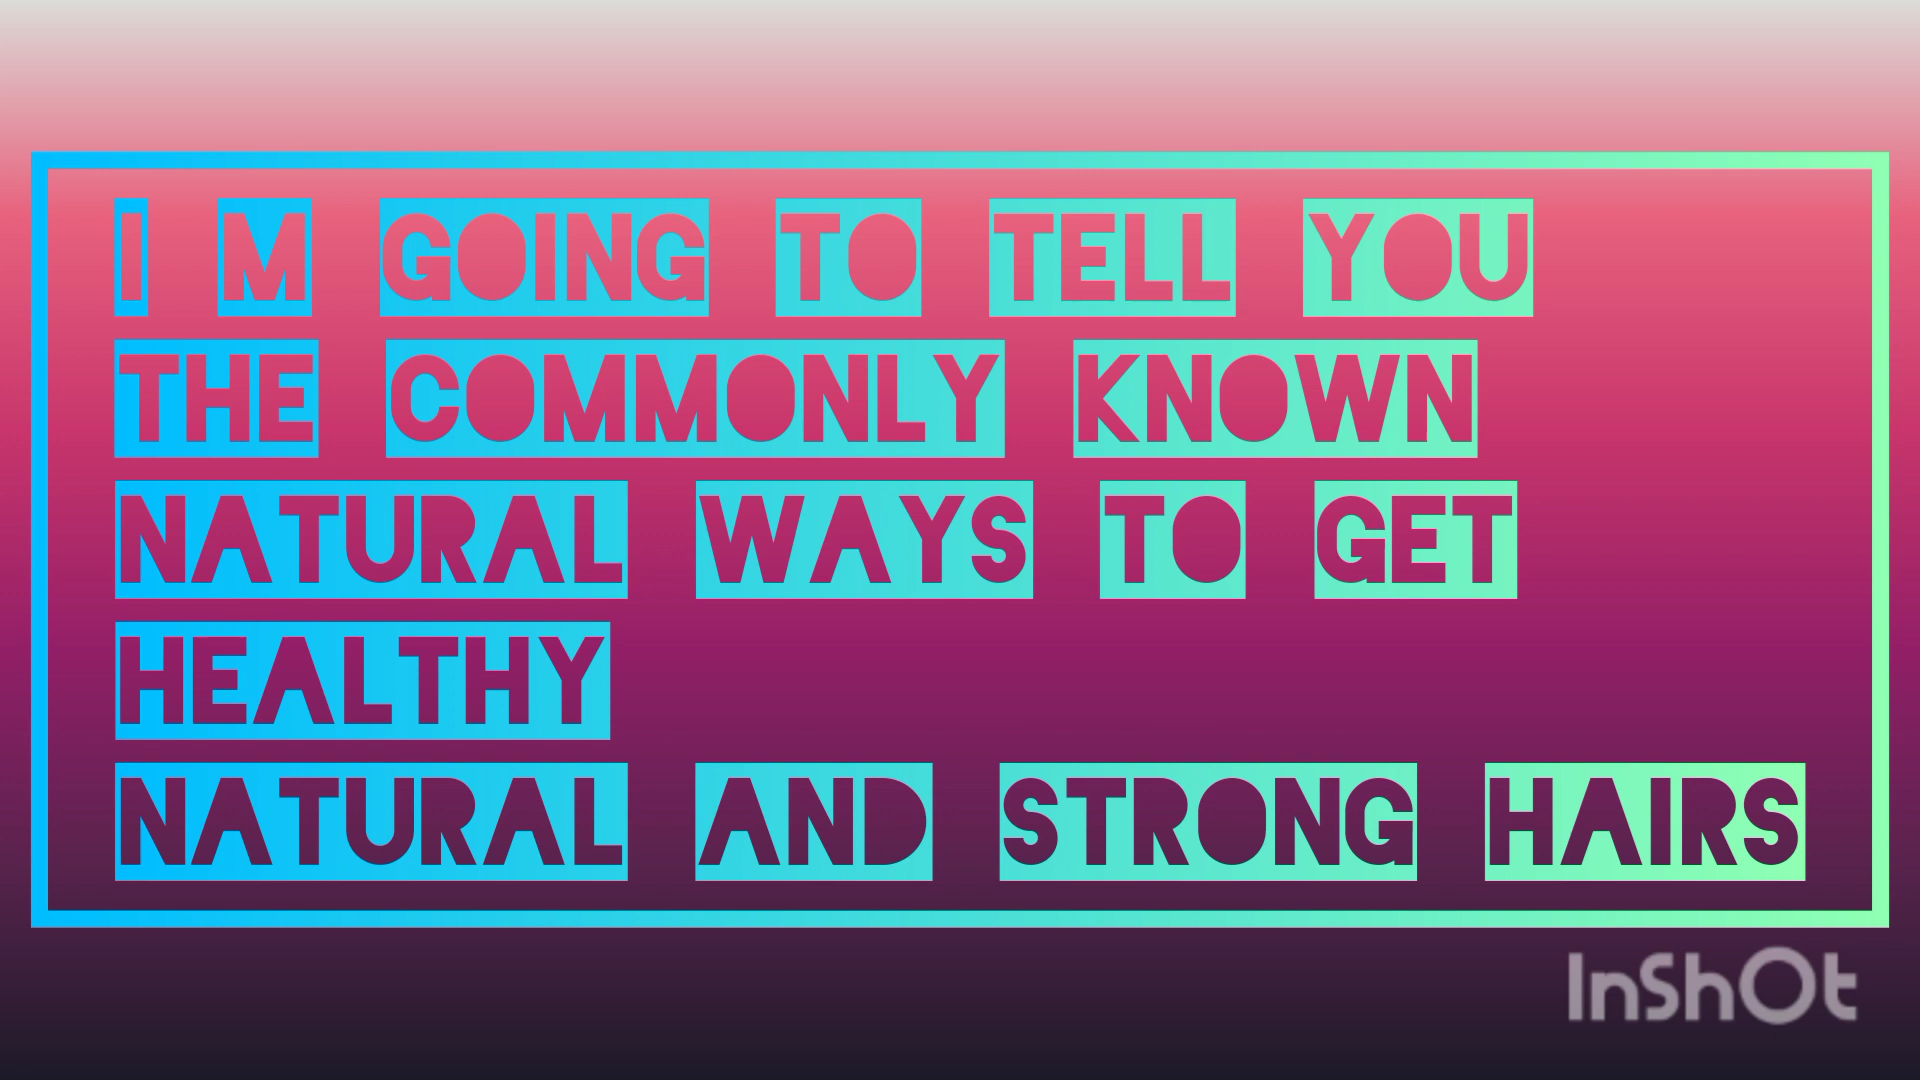 I M GOING TO TELL YOU
THE COMMONLY KNOWN
NATURAL WAYS TO GET
HEALTHY
NATURAL AND STRONG HAIRS
InShOt